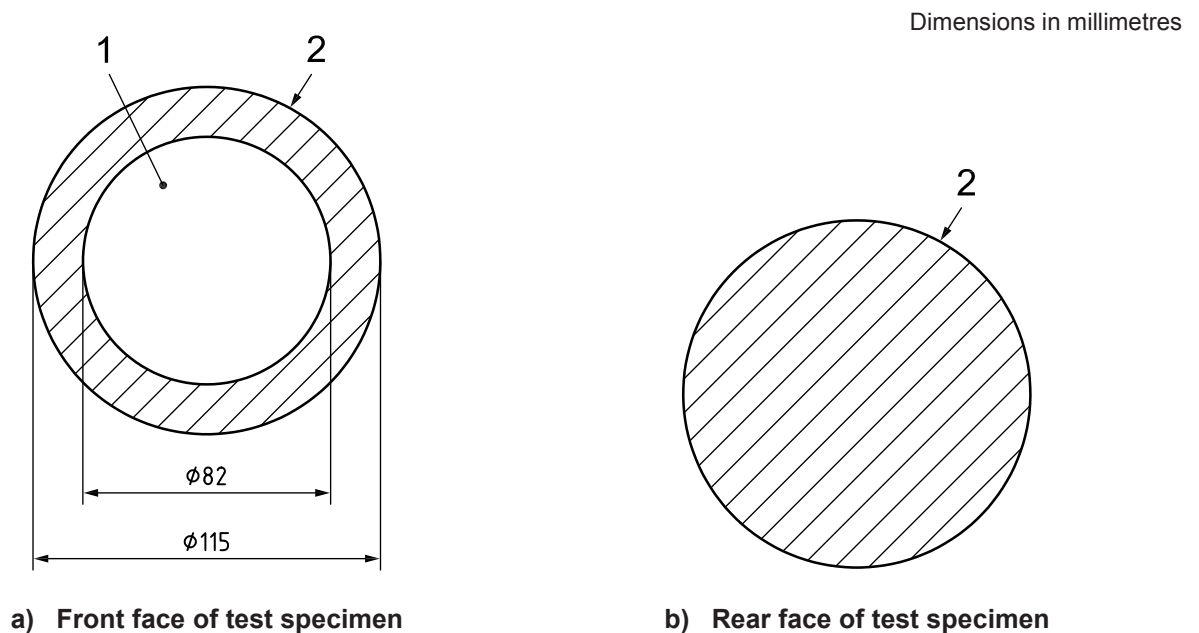 Dimensions in millimetres
1
2
2
ϕ82
ϕ115
a) Front face of test specimen
b) Rear face of test specimen